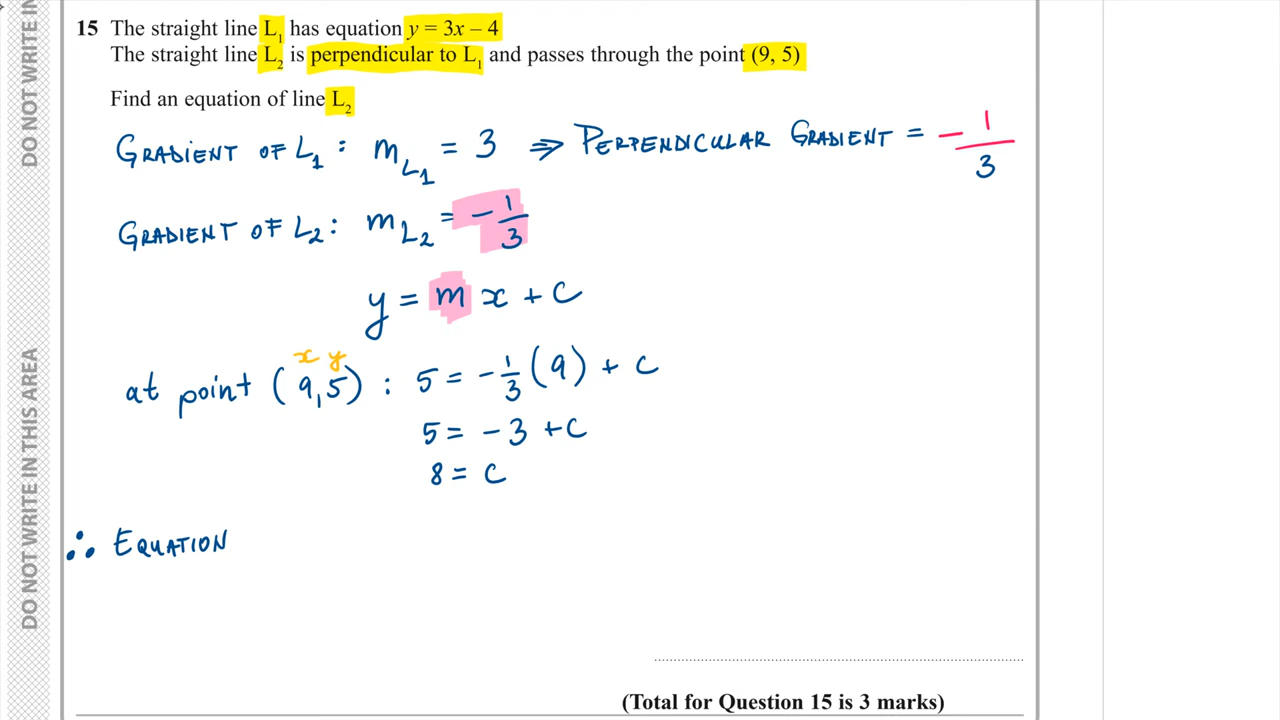 15 The straight line L₁ has equation y = 3x – 4
The straight line L₂ is perpendicular to L₁ and passes through the point (9, 5)
Find an equation of line L₂
GRADIENT OF L₁ : m_L₁ = 3 ⇒ PERPENDICULAR GRADIENT = -1/3
GRADIENT OF L₂ : m_L₂ = -1/3
y = mx + c
x y
at point (9,5) : 5 = -1/3 (9) + c
5 = -3 + c
8 = c
∴ EQUATION
(Total for Question 15 is 3 marks)
DO NOT WRITE IN
DO NOT WRITE IN THIS AREA